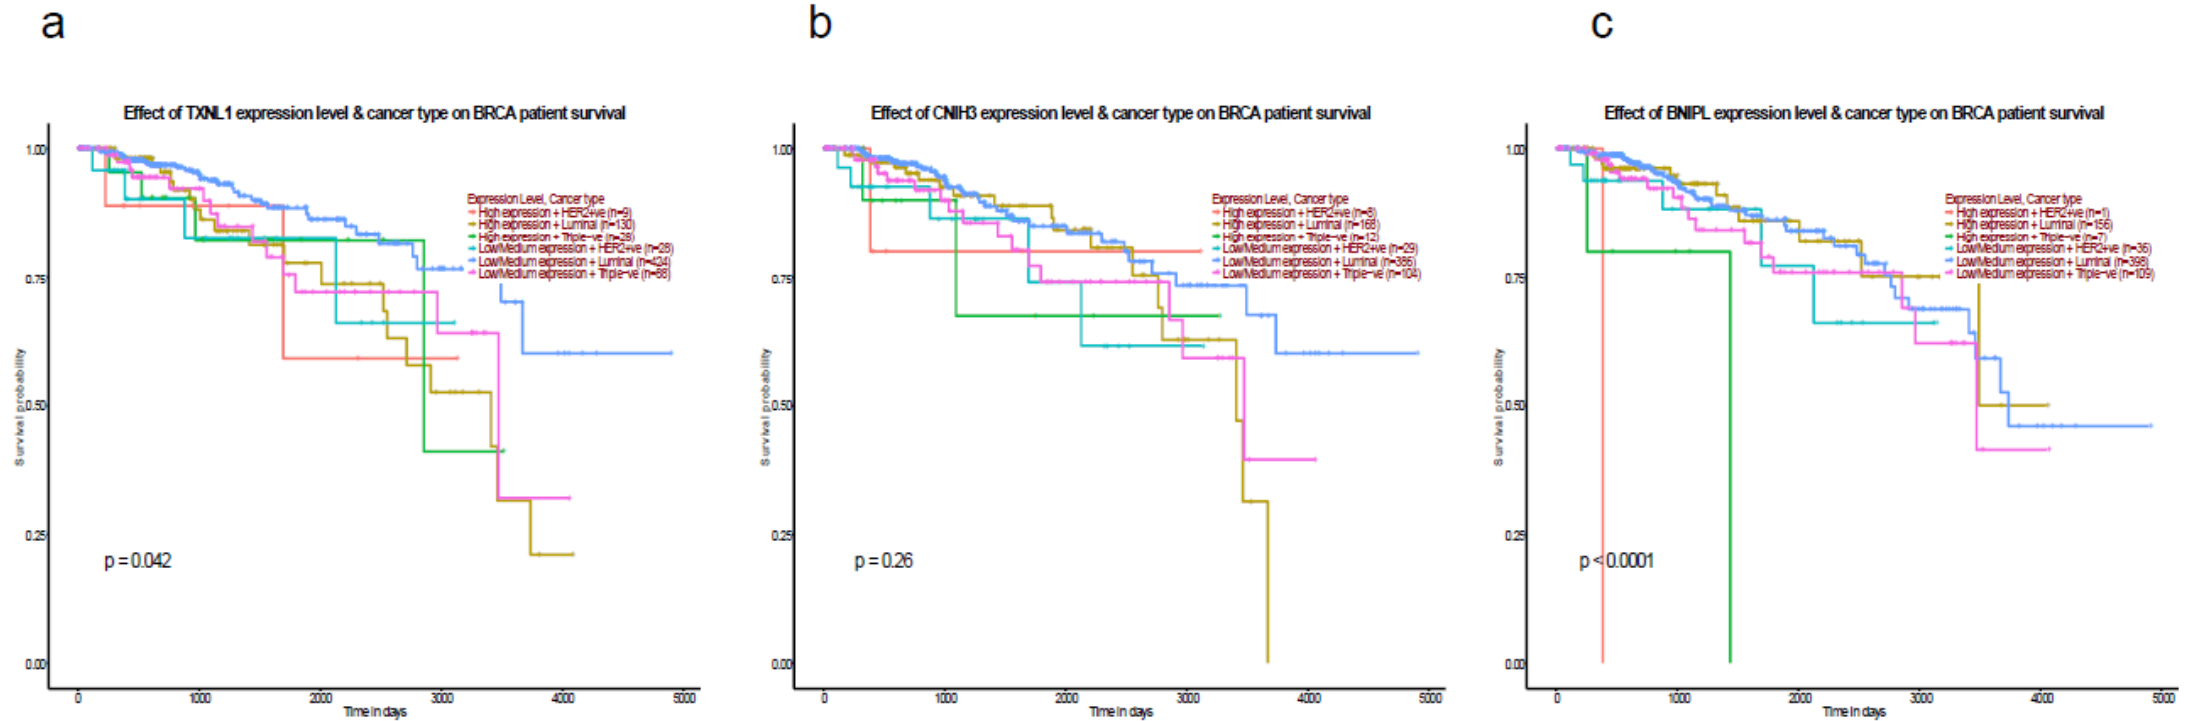 a
b
c
Effect of TXNL1 expression level & cancer type on BRCA patient survival
Expression Level, Cancer type
High expression + HER2+ve (n=9)
High expression + Luminal (n=130)
High expression + Triple-ve (n=28)
Low/Medium expression + HER2+ve (n=28)
Low/Medium expression + Luminal (n=424)
Low/Medium expression + Triple-ve (n=88)
1.00
0.75
0.50
0.25
0.00
Survival probability
p = 0.042
0 1000 2000 3000 4000 5000
Time in days
Effect of CNIH3 expression level & cancer type on BRCA patient survival
Expression Level, Cancer type
High expression + HER2+ve (n=8)
High expression + Luminal (n=168)
High expression + Triple-ve (n=12)
Low/Medium expression + HER2+ve (n=29)
Low/Medium expression + Luminal (n=386)
Low/Medium expression + Triple-ve (n=104)
1.00
0.75
0.50
0.25
0.00
Survival probability
p = 0.26
0 1000 2000 3000 4000 5000
Time in days
Effect of BNIPL expression level & cancer type on BRCA patient survival
Expression Level, Cancer type
High expression + HER2+ve (n=1)
High expression + Luminal (n=156)
High expression + Triple-ve (n=7)
Low/Medium expression + HER2+ve (n=36)
Low/Medium expression + Luminal (n=398)
Low/Medium expression + Triple-ve (n=109)
1.00
0.75
0.50
0.25
0.00
Survival probability
p < 0.0001
0 1000 2000 3000 4000 5000
Time in days